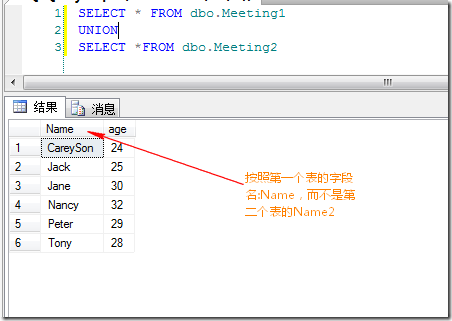 1 SELECT * FROM dbo.Meeting1
2 UNION
3 SELECT *FROM dbo.Meeting2
结果 消息
Name age
1 CareySon 24
2 Jack 25
3 Jane 30
4 Nancy 32
5 Peter 29
6 Tony 28
按照第一个表的字段
名:Name，而不是第
二个表的Name2